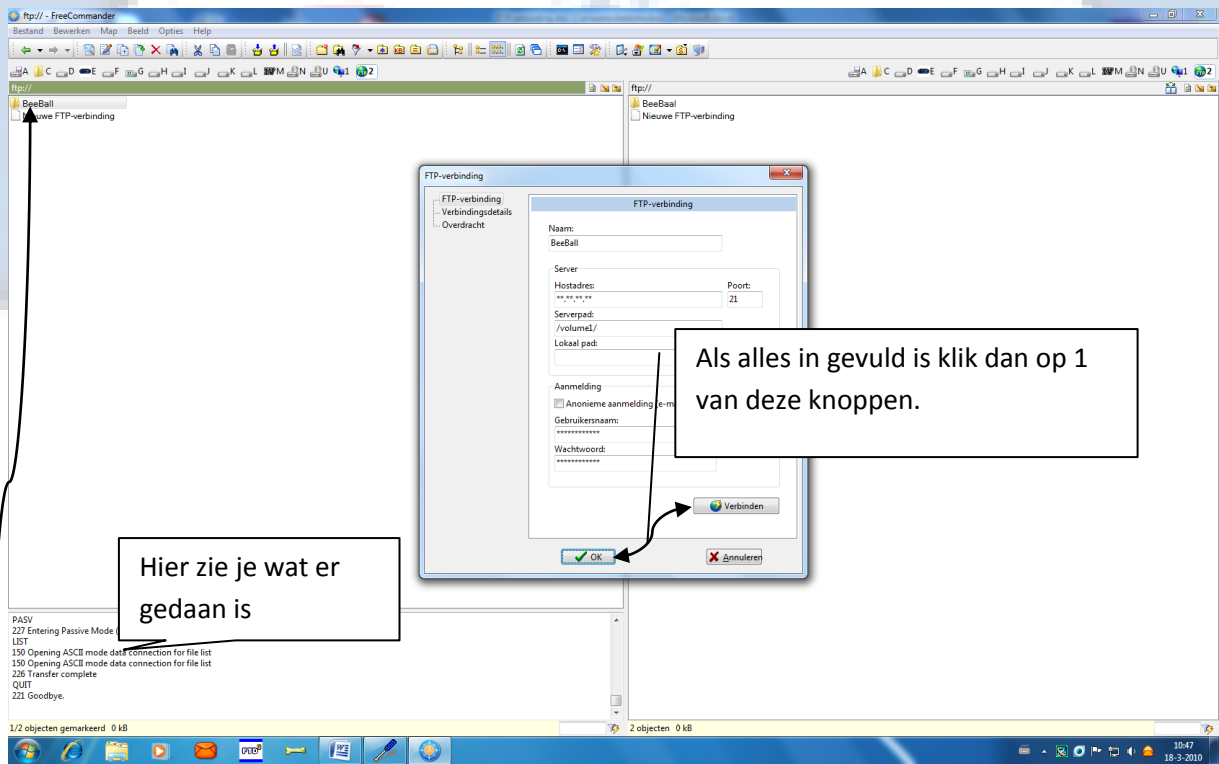 ftp:// - FreeCommander
Bestand Bewerken Map Beeld Opties Help
A C D E F G H I J K L M N U 1 2
A C D E F G H I J K L M N U 1 2
ftp://
BeeBall
Nieuwe FTP-verbinding
ftp://
BeeBaal
Nieuwe FTP-verbinding
FTP-verbinding
FTP-verbinding
Verbindingsdetails
Overdracht
FTP-verbinding
Naam:
BeeBall
Server
Hostadres: Poort:
**.**.**.** 21
Serverpad:
/volume1/
Lokaal pad:
Aanmelding
Anonieme aanmelding (e-m
Gebruikersnaam:
************
Wachtwoord:
************
Verbinden
OK
Annuleren
Als alles in gevuld is klik dan op 1
van deze knoppen.
Hier zie je wat er
gedaan is
PASV
227 Entering Passive Mode (
LIST
150 Opening ASCII mode data connection for file list
150 Opening ASCII mode data connection for file list
226 Transfer complete
QUIT
221 Goodbye.
1/2 objecten gemarkeerd 0 kB
2 objecten 0 kB
10:47
18-3-2010